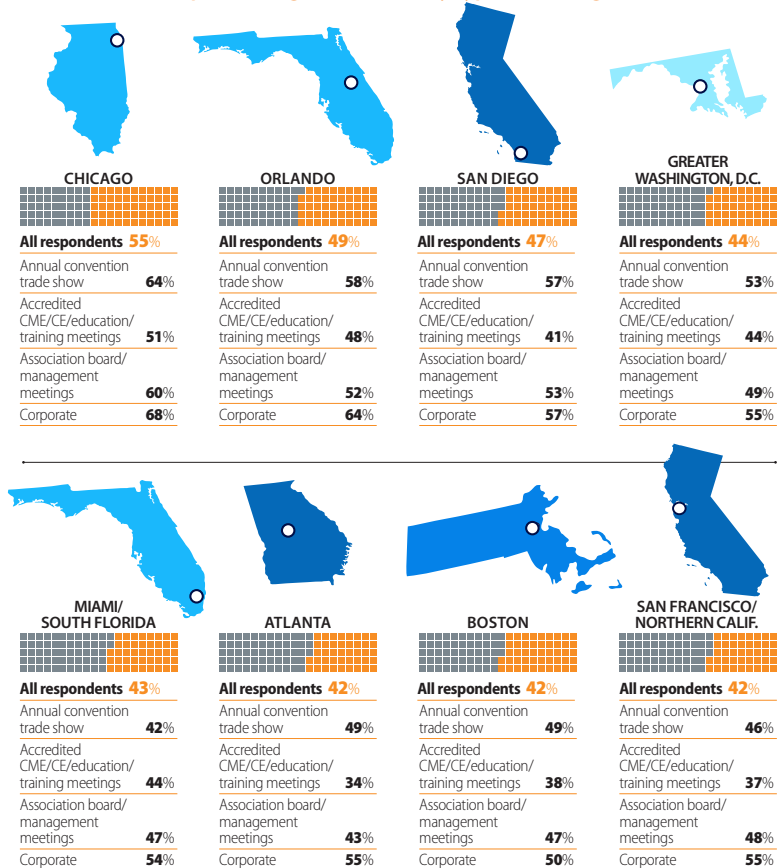 CHICAGO
All respondents 55%
Annual convention
trade show 64%
Accredited
CME/CE/education/
training meetings 51%
Association board/
management
meetings 60%
Corporate 68%
ORLANDO
All respondents 49%
Annual convention
trade show 58%
Accredited
CME/CE/education/
training meetings 48%
Association board/
management
meetings 52%
Corporate 64%
SAN DIEGO
All respondents 47%
Annual convention
trade show 57%
Accredited
CME/CE/education/
training meetings 41%
Association board/
management
meetings 53%
Corporate 57%
GREATER
WASHINGTON, D.C.
All respondents 44%
Annual convention
trade show 53%
Accredited
CME/CE/education/
training meetings 44%
Association board/
management
meetings 49%
Corporate 55%
MIAMI/
SOUTH FLORIDA
All respondents 43%
Annual convention
trade show 42%
Accredited
CME/CE/education/
training meetings 44%
Association board/
management
meetings 47%
Corporate 54%
ATLANTA
All respondents 42%
Annual convention
trade show 49%
Accredited
CME/CE/education/
training meetings 34%
Association board/
management
meetings 43%
Corporate 55%
BOSTON
All respondents 42%
Annual convention
trade show 49%
Accredited
CME/CE/education/
training meetings 38%
Association board/
management
meetings 47%
Corporate 50%
SAN FRANCISCO/
NORTHERN CALIF.
All respondents 42%
Annual convention
trade show 46%
Accredited
CME/CE/education/
training meetings 37%
Association board/
management
meetings 48%
Corporate 55%